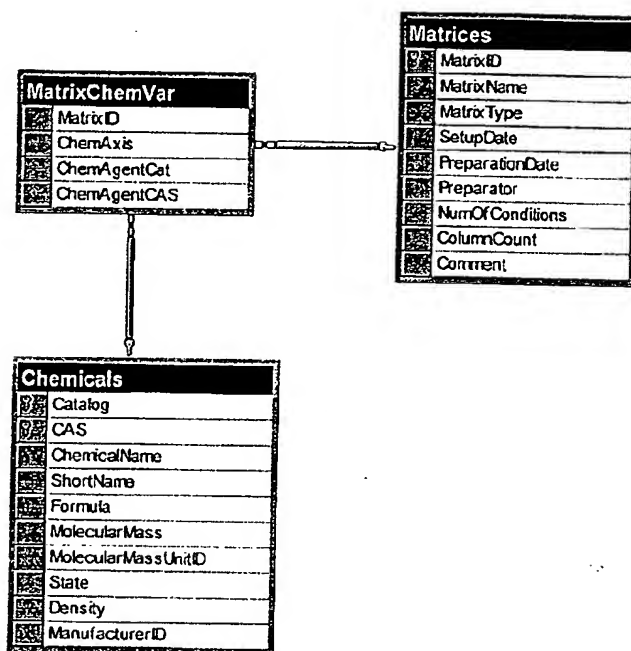 Matrices
MatrixID
MatrixName
MatrixType
SetupDate
PreparationDate
Preparator
NumOfConditions
ColumnCount
Comment
MatrixChemVar
MatrixID
ChemAxis
ChemAgentCat
ChemAgentCAS
Chemicals
Catalog
CAS
ChemicalName
ShortName
Formula
MolecularMass
MolecularMassUnitID
State
Density
ManufacturerID